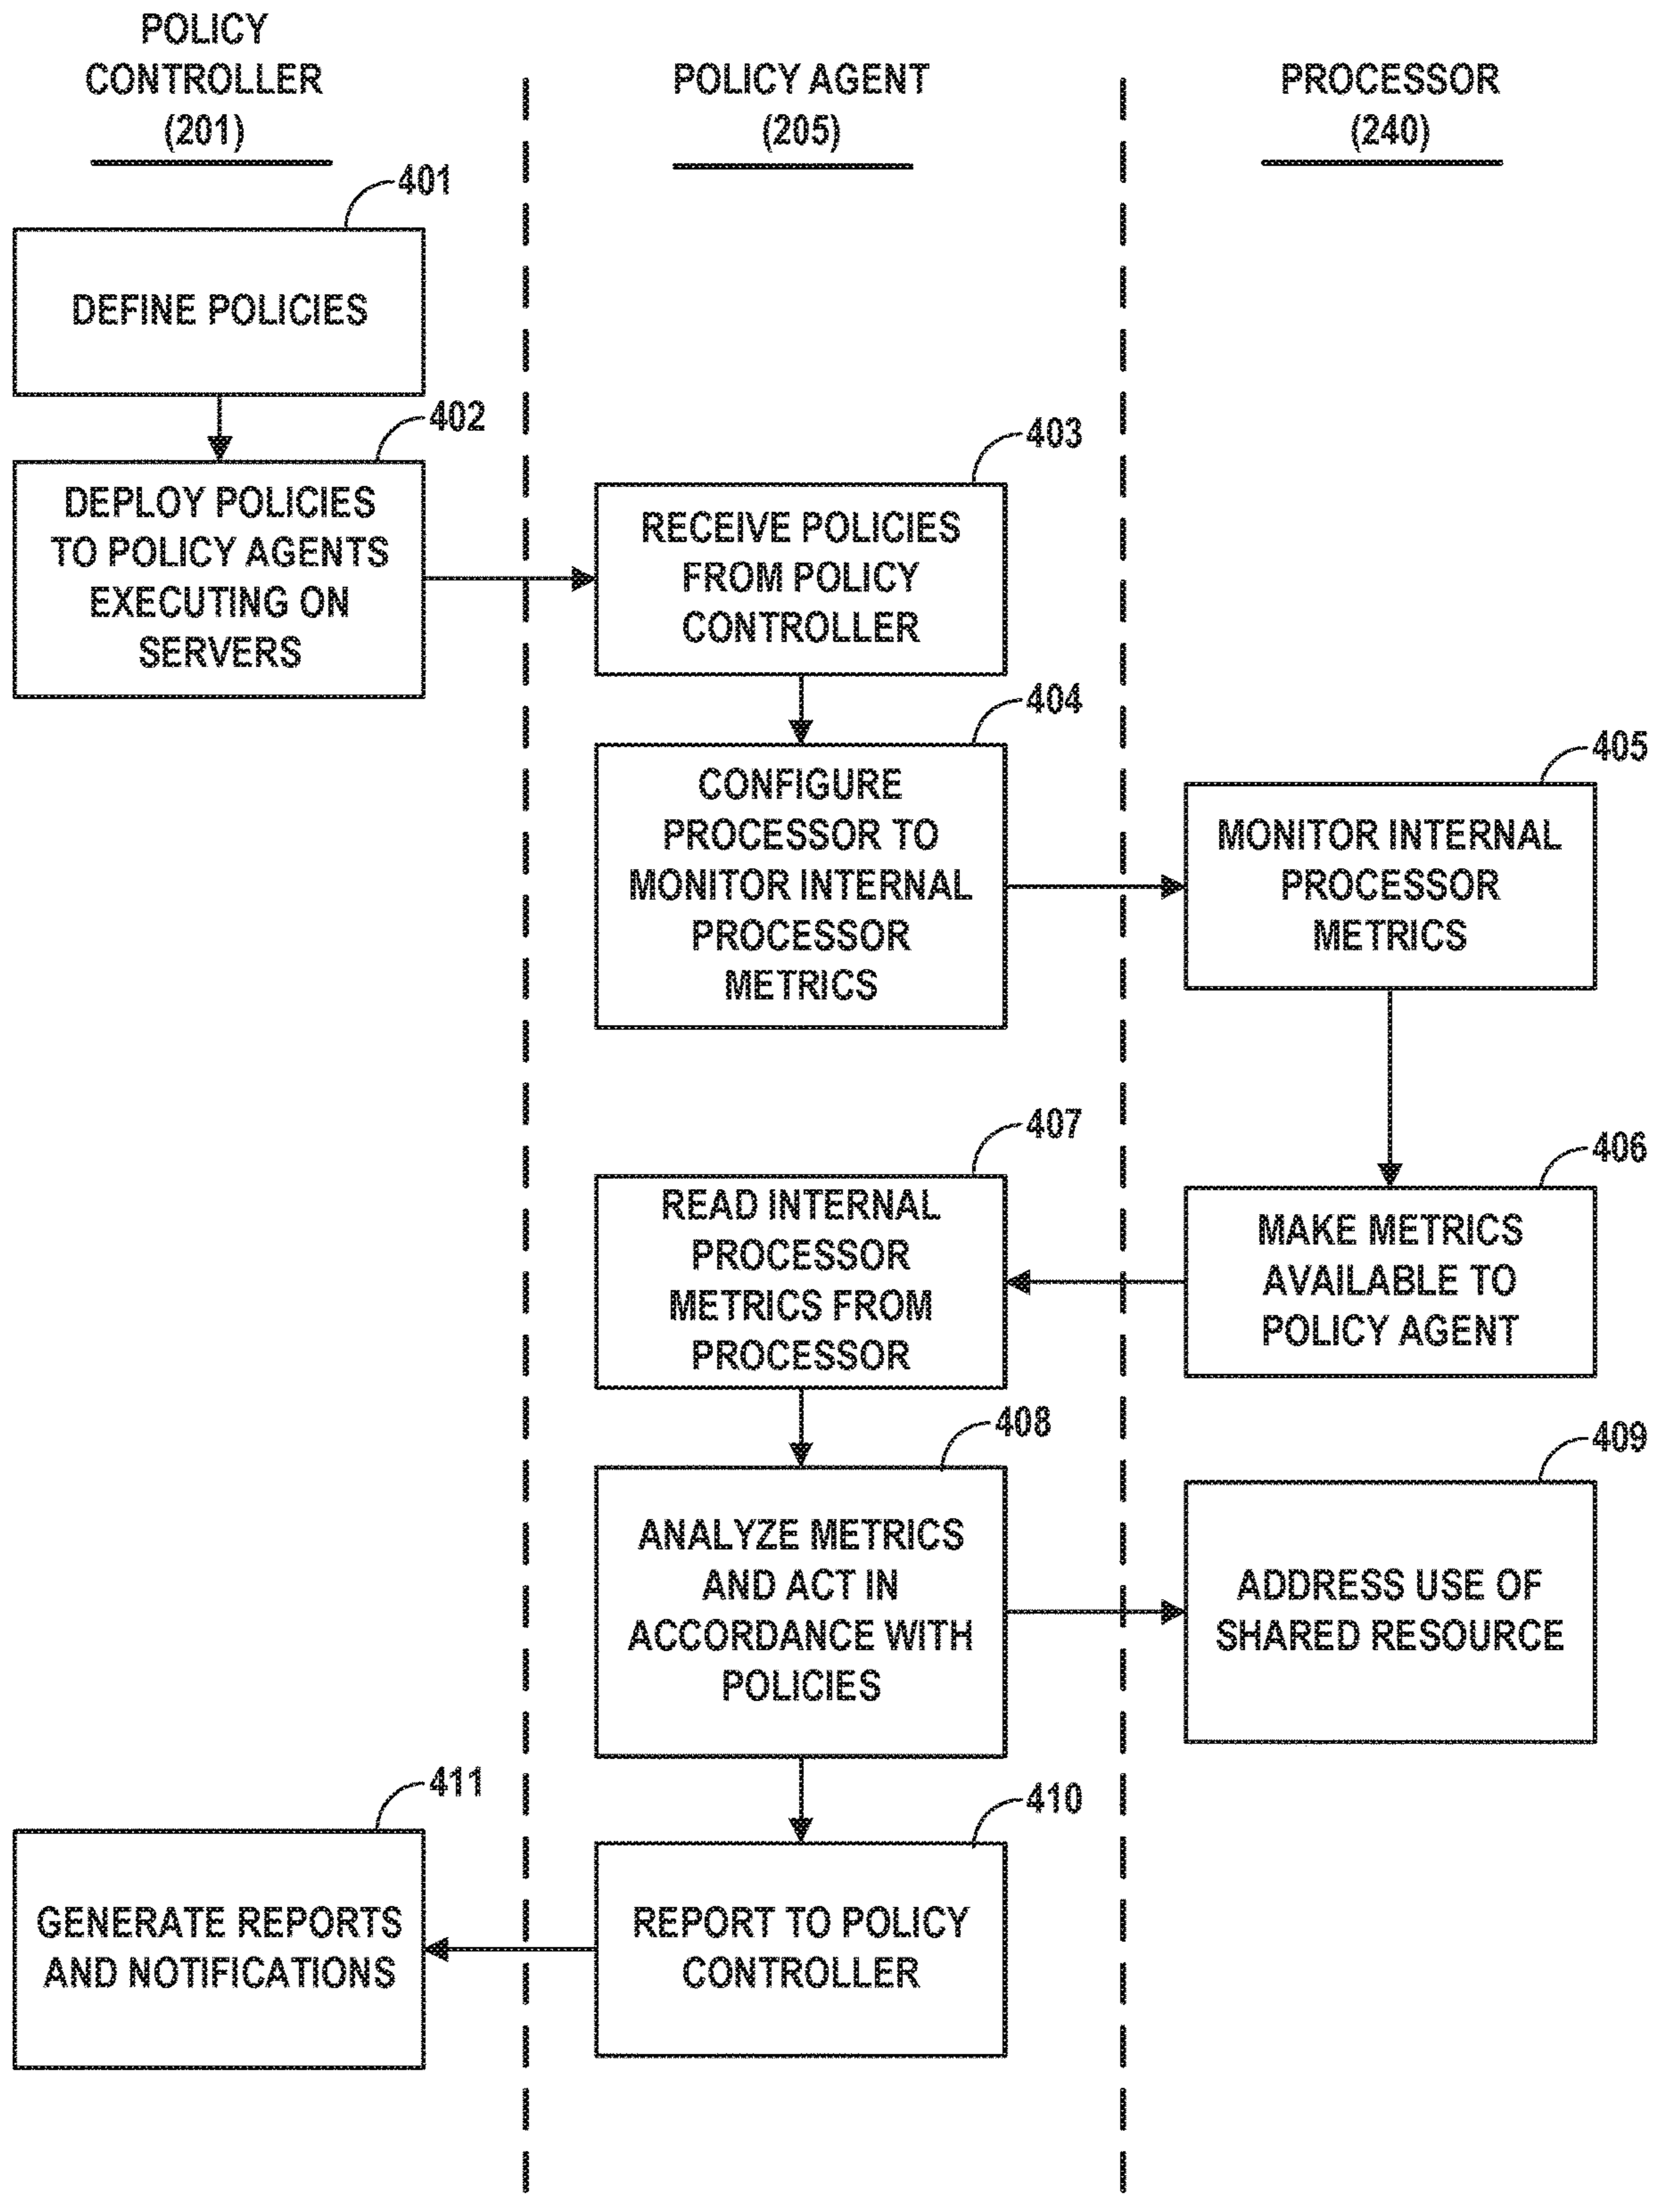 POLICY
CONTROLLER
(201)
POLICY AGENT
(205)
PROCESSOR
(240)
401
DEFINE POLICIES
402
DEPLOY POLICIES
TO POLICY AGENTS
EXECUTING ON
SERVERS
403
RECEIVE POLICIES
FROM POLICY
CONTROLLER
404
CONFIGURE
PROCESSOR TO
MONITOR INTERNAL
PROCESSOR
METRICS
405
MONITOR INTERNAL
PROCESSOR
METRICS
406
MAKE METRICS
AVAILABLE TO
POLICY AGENT
407
READ INTERNAL
PROCESSOR
METRICS FROM
PROCESSOR
408
ANALYZE METRICS
AND ACT IN
ACCORDANCE WITH
POLICIES
409
ADDRESS USE OF
SHARED RESOURCE
410
REPORT TO POLICY
CONTROLLER
411
GENERATE REPORTS
AND NOTIFICATIONS